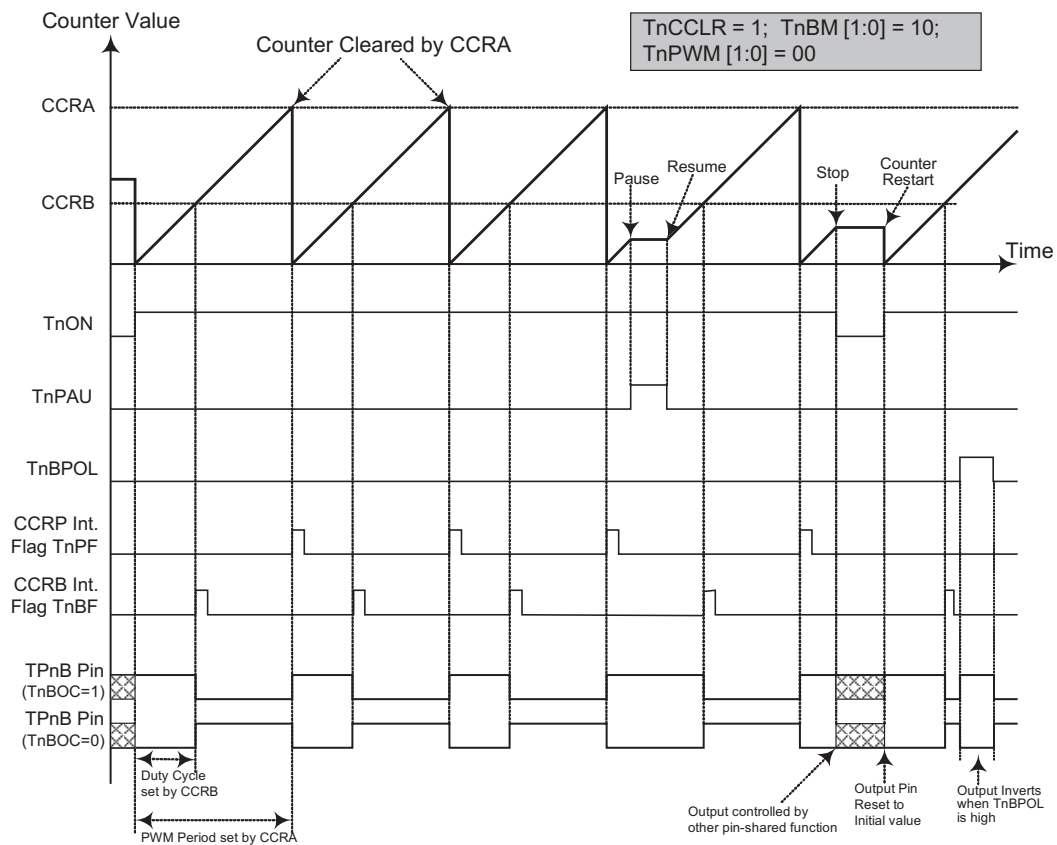 Counter Value
TnCCLR = 1; TnBM [1:0] = 10;
TnPWM [1:0] = 00
Counter Cleared by CCRA
CCRA
CCRB
Pause
Resume
Stop
Counter
Restart
Time
TnON
TnPAU
TnBPOL
CCRP Int.
Flag TnPF
CCRB Int.
Flag TnBF
TPnB Pin
(TnBOC=1)
TPnB Pin
(TnBOC=0)
Duty Cycle
set by CCRB
PWM Period set by CCRA
Output controlled by
other pin-shared function
Output Pin
Reset to
Initial value
Output Inverts
when TnBPOL
is high